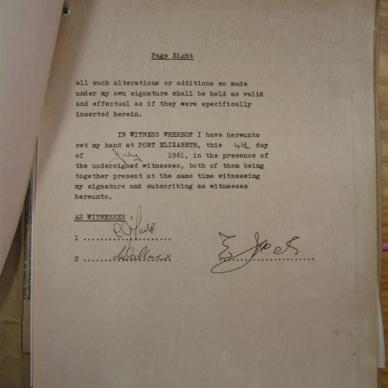 Page Eight
all such alterations or additions so made
under my own signature shall be held as valid
and effectual as if they were specifically
inserted herein.
IN WITNESS WHEREOF I have hereunto
set my hand at PORT ELIZABETH, this 4th day
of July 1961, in the presence of
the undersigned witnesses, both of them being
together present at the same time witnessing
my signature and subscribing as witnesses
hereunto.
AS WITNESSES :
1 ....................
2 ....................